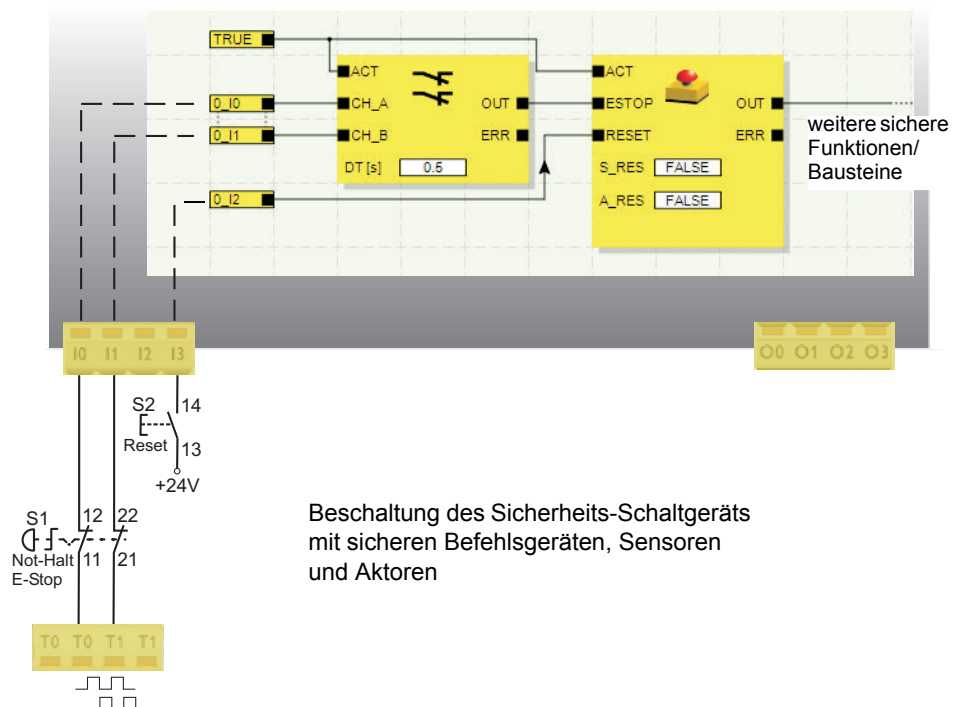 TRUE
ACT
ACT
0_I0
CH_A
OUT
ESTOP
OUT
0_I1
CH_B
ERR
RESET
ERR
weitere sichere
Funktionen/
Bausteine
DT [s] 0.5
S_RES FALSE
0_I2
A_RES FALSE
I0 I1 I2 I3
O0 O1 O2 O3
S2
14
Reset
13
+24V
S1
12
22
Not-Halt
11
21
E-Stop
Beschaltung des Sicherheits-Schaltgeräts
mit sicheren Befehlsgeräten, Sensoren
und Aktoren
T0 T0 T1 T1